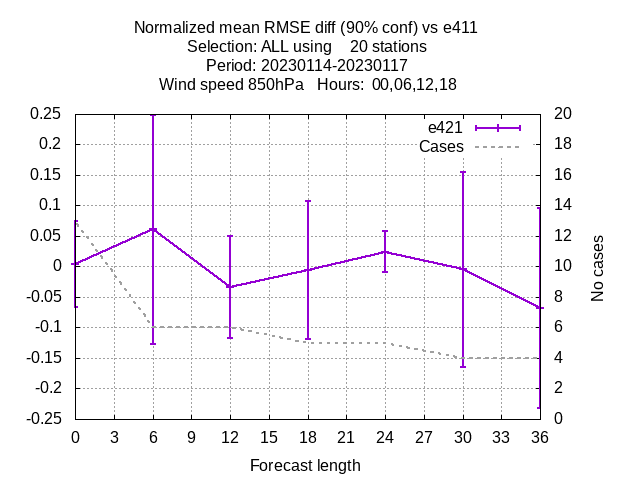 Normalized mean RMSE diff (90% conf) vs e411
Selection: ALL using    20 stations
Period: 20230114-20230117
Wind speed 850hPa   Hours:  00,06,12,18
e421
Cases
0.25
0.2
0.15
0.1
0.05
0
-0.05
-0.1
-0.15
-0.2
-0.25
20
18
16
14
12
10
8
6
4
2
0
No cases
0 3 6 9 12 15 18 21 24 27 30 33 36
Forecast length